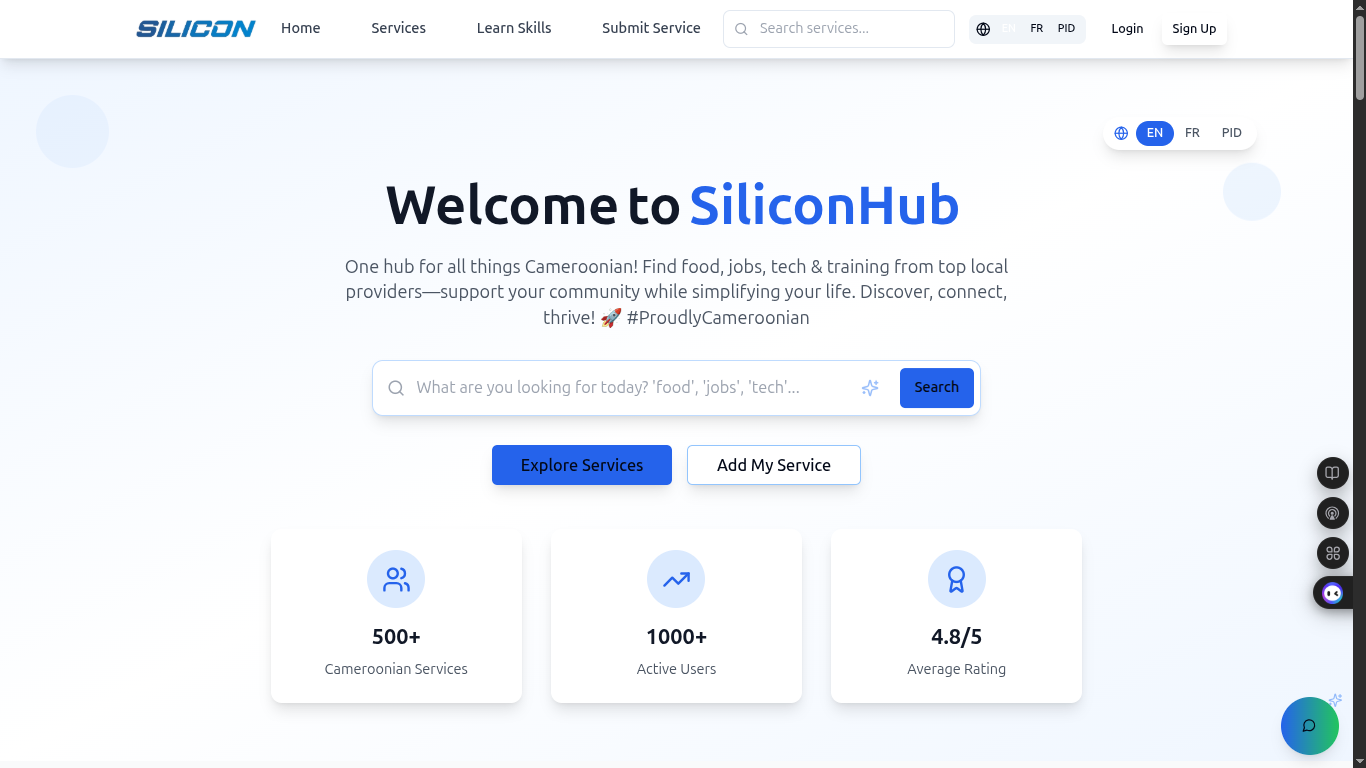 SILICON
Home
Services
Learn Skills
Submit Service
Search services...
EN
FR
PID
Login
Sign Up
EN
FR
PID
Welcome to SiliconHub
One hub for all things Cameroonian! Find food, jobs, tech & training from top local
providers—support your community while simplifying your life. Discover, connect,
thrive! 🚀 #ProudlyCameroonian
What are you looking for today? 'food', 'jobs', 'tech'...
Search
Explore Services
Add My Service
500+
Cameroonian Services
1000+
Active Users
4.8/5
Average Rating